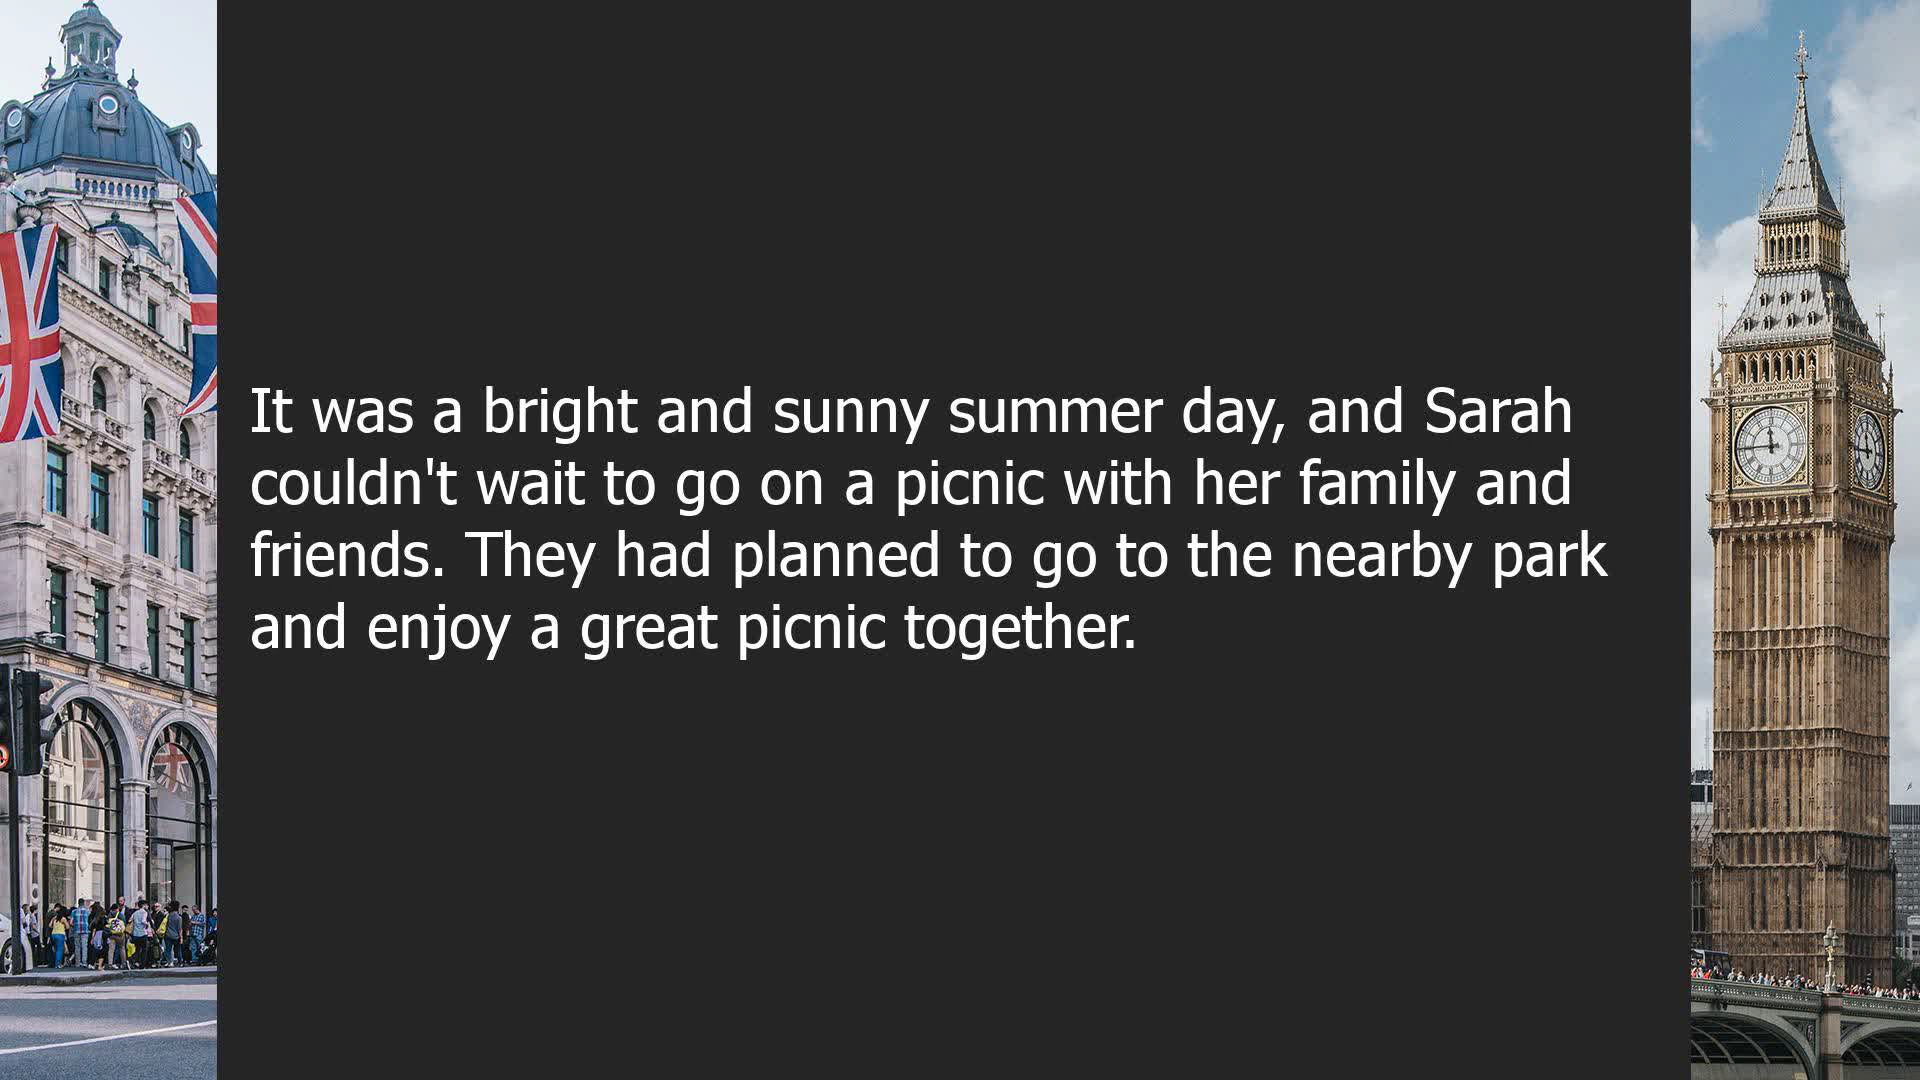 It was a bright and sunny summer day, and Sarah
couldn't wait to go on a picnic with her family and
friends. They had planned to go to the nearby park
and enjoy a great picnic together.